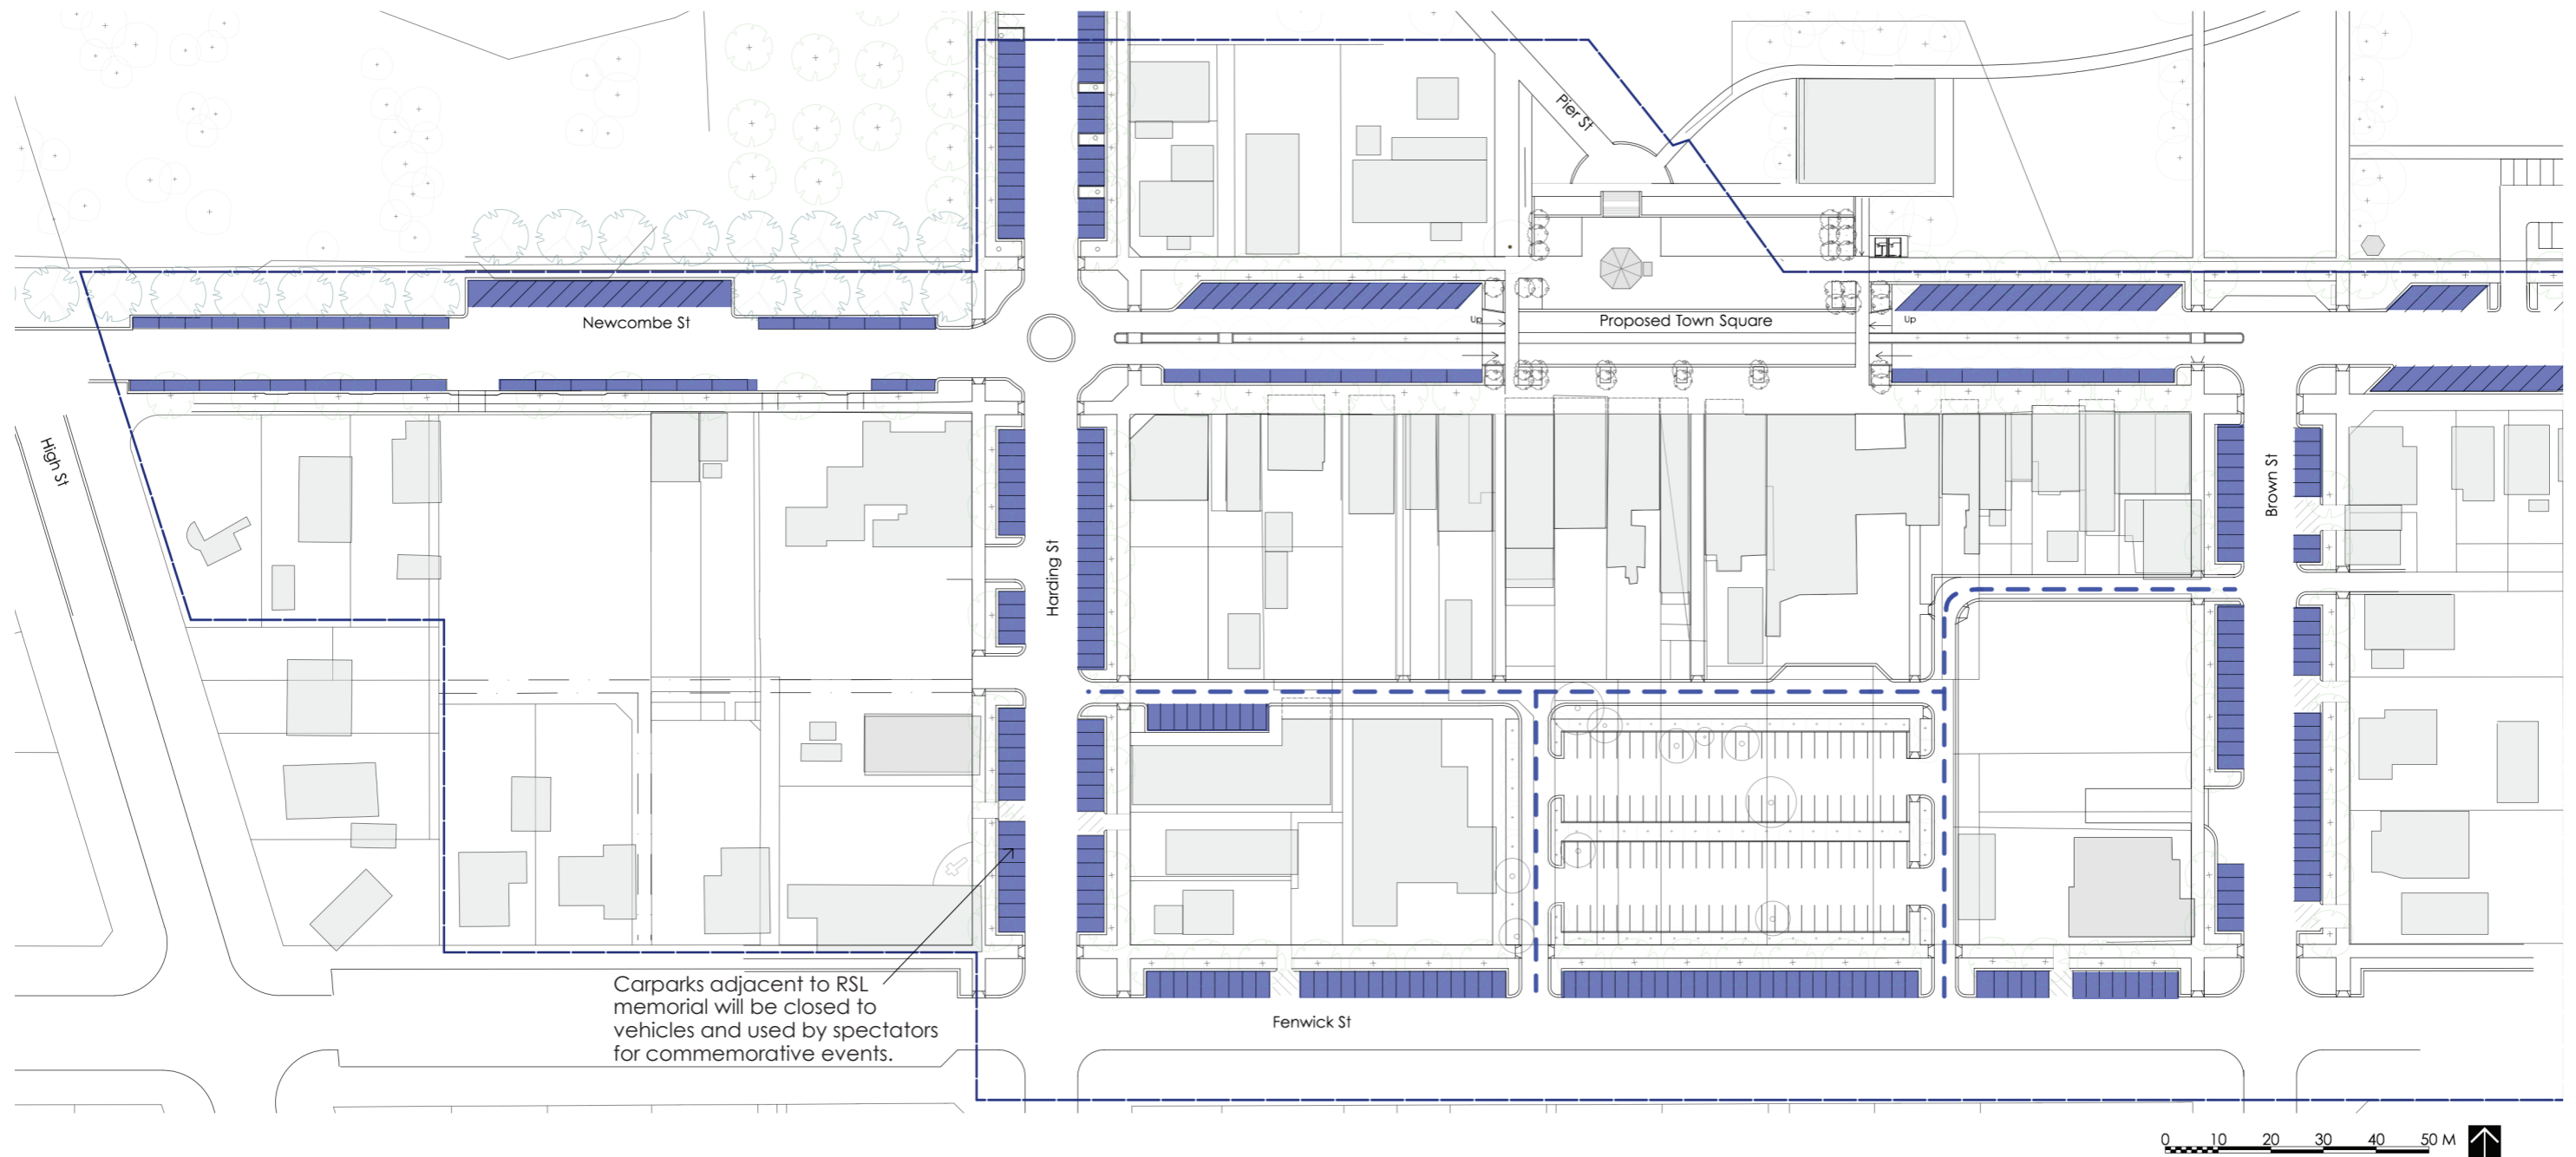 Pier St
Newcombe St
Up
Proposed Town Square
Up
High St
Harding St
Brown St
Carparks adjacent to RSL
memorial will be closed to
vehicles and used by spectators
for commemorative events.
Fenwick St
0 10 20 30 40 50 M